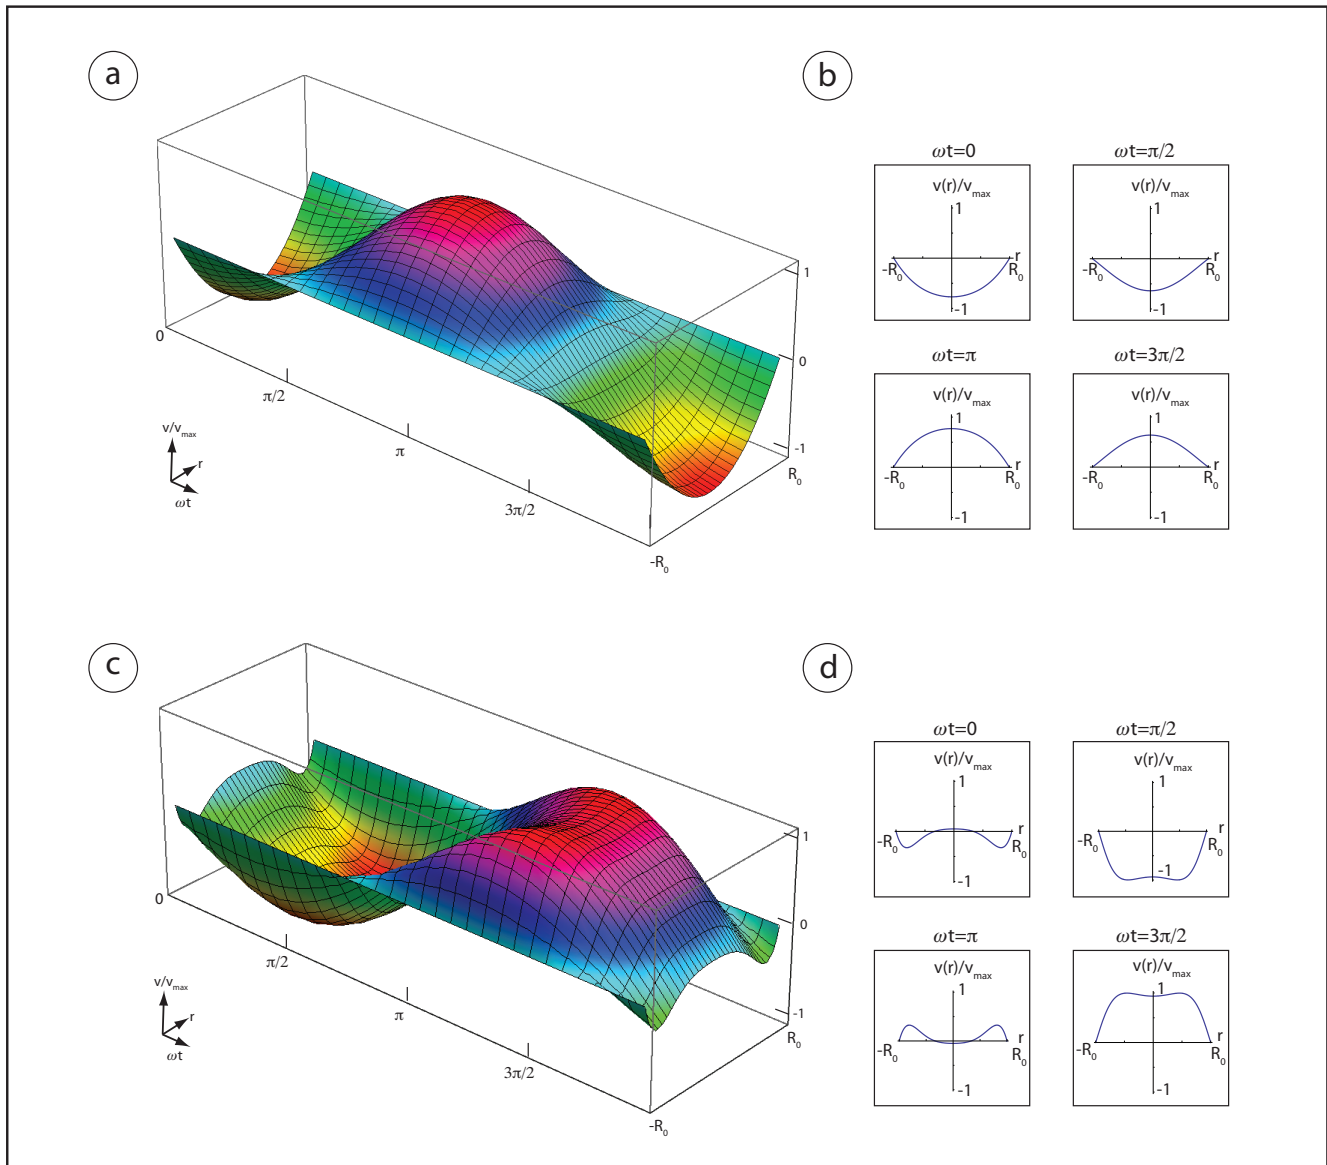 a
1
0
-1
R₀
0
π/2
π
3π/2
-R₀
v/vmax
r
ωt
b
ωt=0
v(r)/vmax
1
r
-R₀
R₀
-1
ωt=π/2
v(r)/vmax
1
r
-R₀
R₀
-1
ωt=π
v(r)/vmax
1
r
-R₀
R₀
-1
ωt=3π/2
v(r)/vmax
1
r
-R₀
R₀
-1
c
1
0
-1
R₀
0
π/2
π
3π/2
-R₀
v/vmax
r
ωt
d
ωt=0
v(r)/vmax
1
r
-R₀
R₀
-1
ωt=π/2
v(r)/vmax
1
r
-R₀
R₀
-1
ωt=π
v(r)/vmax
1
r
-R₀
R₀
-1
ωt=3π/2
v(r)/vmax
1
r
-R₀
R₀
-1